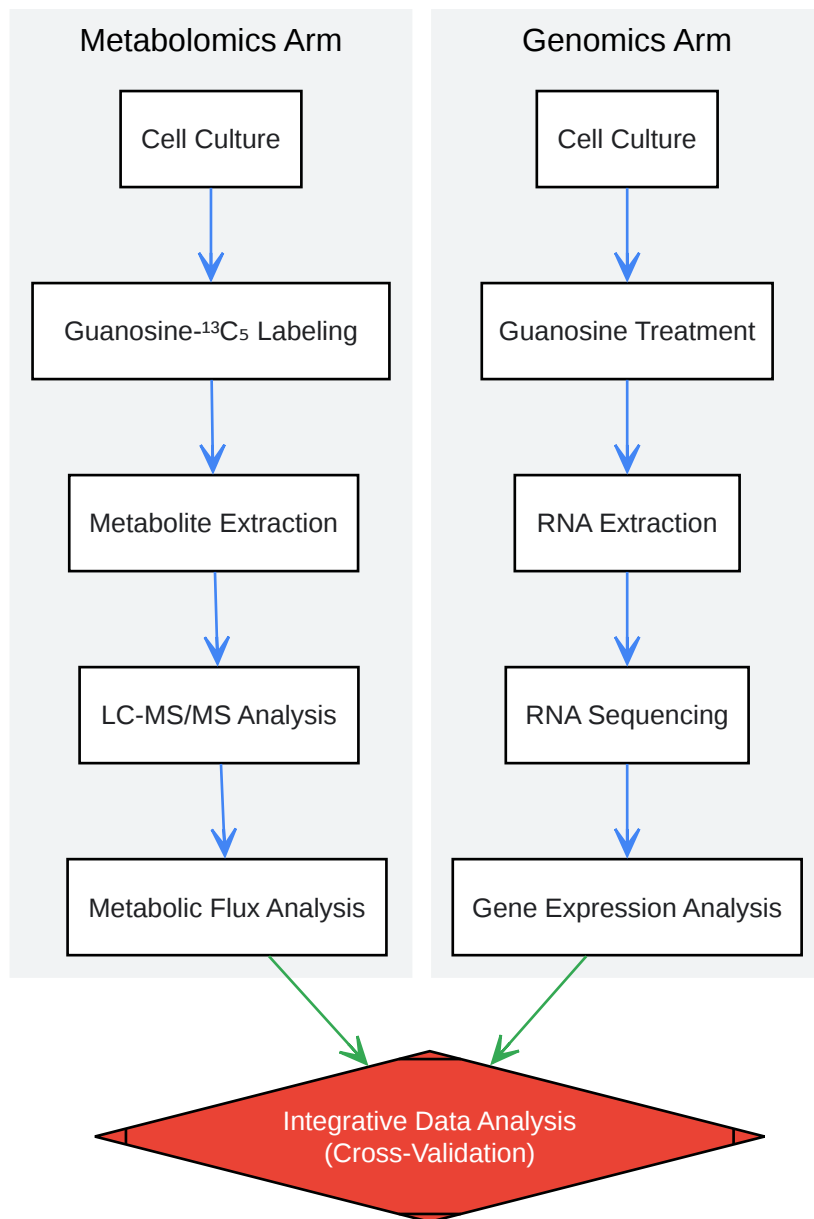 Metabolomics Arm
Cell Culture
Guanosine-¹³C₅ Labeling
Metabolite Extraction
LC-MS/MS Analysis
Metabolic Flux Analysis
Genomics Arm
Cell Culture
Guanosine Treatment
RNA Extraction
RNA Sequencing
Gene Expression Analysis
Integrative Data Analysis
(Cross-Validation)